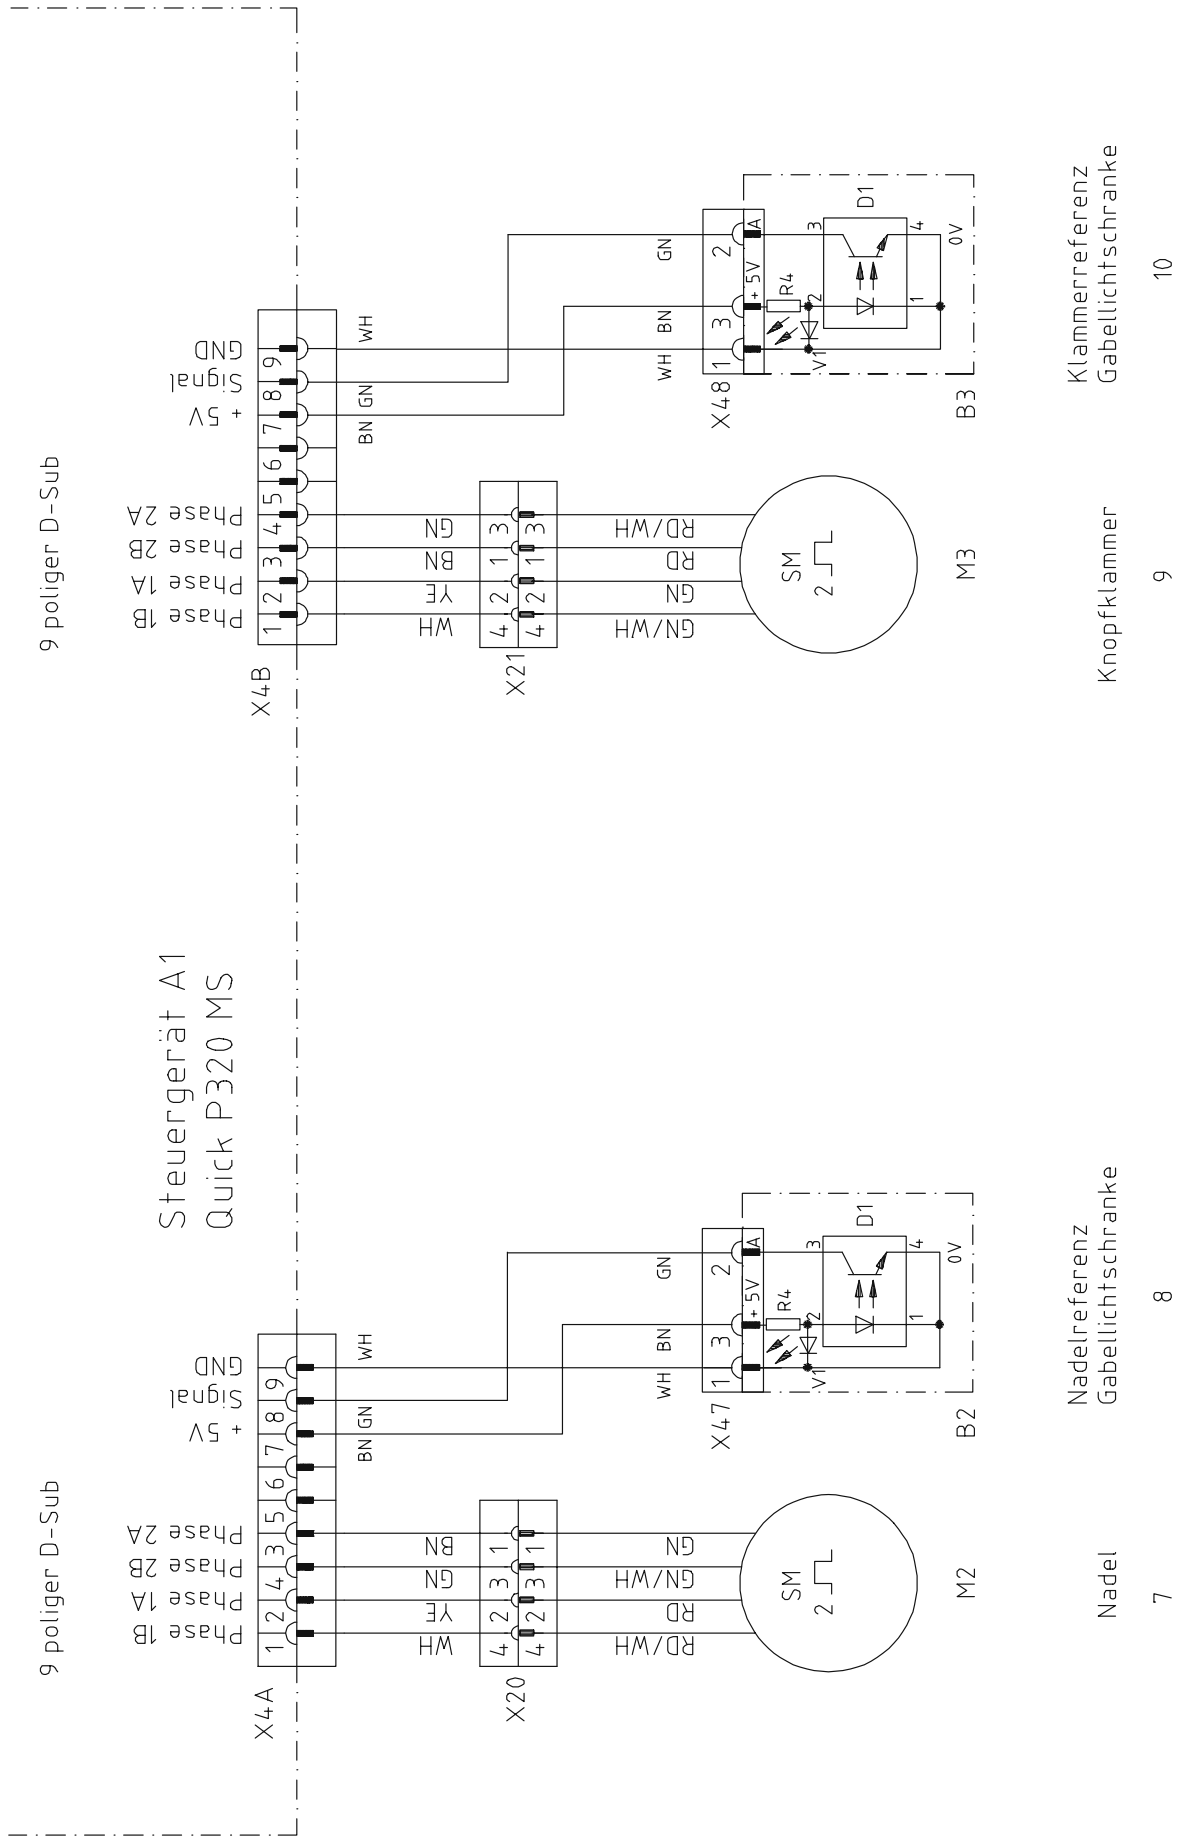 9 poliger D-Sub
Phase 1B
Phase 1A
Phase 2B
Phase 2A
+ 5V
Signal
GND
X4A
1 2 4 3 5 6 7 8 9
WH YE GN BN
BN GN WH
X20
4 2 3 1
4 2 3 1
RD/WH RD GN/WH GN
WH BN GN
X47
1 3 2
+ 5V A
R4
V1
2 3
D1
1 4
0V
SM
2
M2
B2
Nadel
Nadelreferenz
Gabellichtschranke
7 8
Steuergerät A1
Quick P320 MS
9 poliger D-Sub
Phase 1B
Phase 1A
Phase 2B
Phase 2A
+ 5V
Signal
GND
X4B
1 2 3 4 5 6 7 8 9
WH YE BN GN
BN GN WH
X21
4 2 1 3
4 2 1 3
GN/WH GN RD RD/WH
WH BN GN
X48
1 3 2
+ 5V A
R4
V1
2 3
D1
1 4
0V
SM
2
M3
B3
Knopfklammer
Klammerreferenz
Gabellichtschranke
9 10